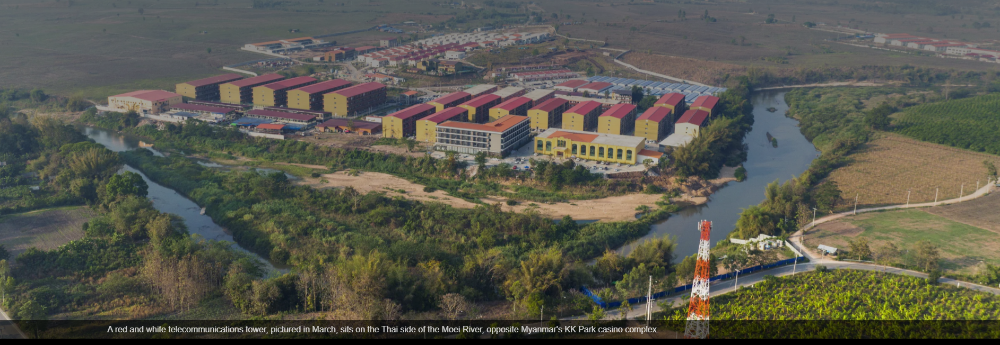 A red and white telecommunications tower, pictured in March, sits on the Thai side of the Moei River, opposite Myanmar's KK Park casino complex.